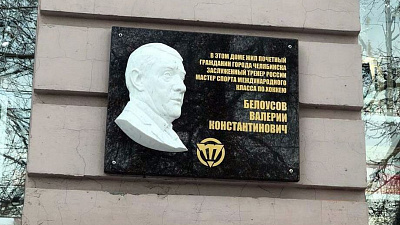 В ЭТОМ ДОМЕ ЖИЛ ПОЧЕТНЫЙ
ГРАЖДАНИН ГОРОДА ЧЕЛЯБИНСКА
ЗАСЛУЖЕННЫЙ ТРЕНЕР РОССИИ
МАСТЕР СПОРТА МЕЖДУНАРОДНОГО
КЛАССА ПО ХОККЕЮ
БЕЛОУСОВ
ВАЛЕРИЙ
КОНСТАНТИНОВИЧ